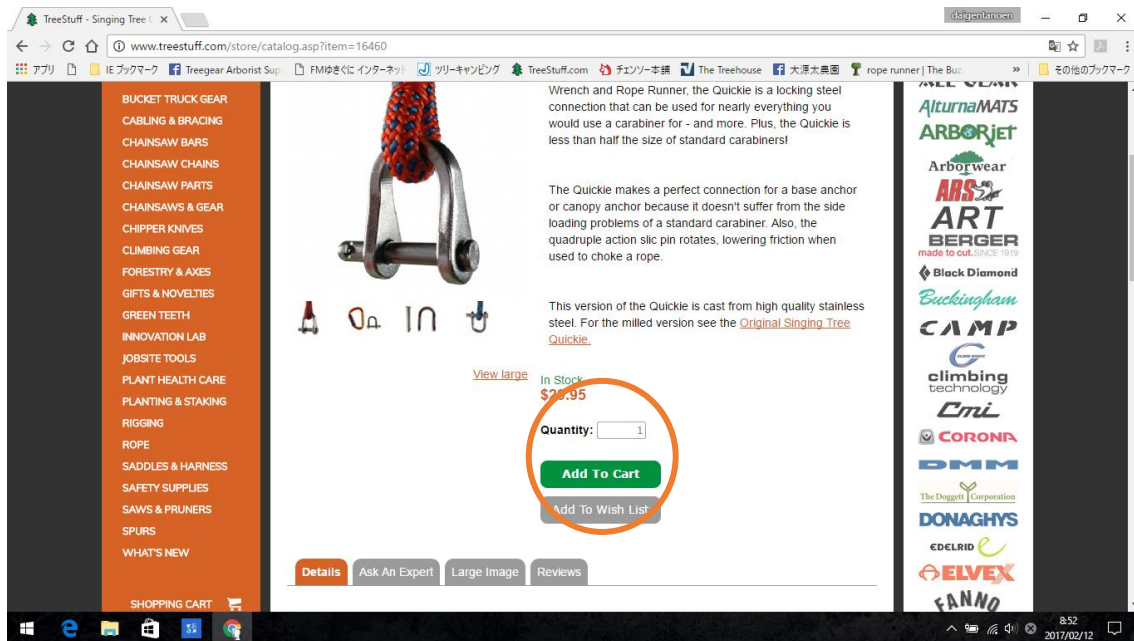 TreeStuff - Singing Tree
daigentanoen
www.treestuff.com/store/catalog.asp?item=16460
アプリ
IE ブックマーク
Treegear Arborist Sup
FMゆきぐに インターネット
ツリーキャンピング
TreeStuff.com
チェンソー本舗
The Treehouse
大源太農園
rope runner | The Buz
»
その他のブックマーク
BUCKET TRUCK GEAR
CABLING & BRACING
CHAINSAW BARS
CHAINSAW CHAINS
CHAINSAW PARTS
CHAINSAWS & GEAR
CHIPPER KNIVES
CLIMBING GEAR
FORESTRY & AXES
GIFTS & NOVELTIES
GREEN TEETH
INNOVATION LAB
JOBSITE TOOLS
PLANT HEALTH CARE
PLANTING & STAKING
RIGGING
ROPE
SADDLES & HARNESS
SAFETY SUPPLIES
SAWS & PRUNERS
SPURS
WHAT'S NEW
SHOPPING CART
Wrench and Rope Runner, the Quickie is a locking steel
connection that can be used for nearly everything you
would use a carabiner for - and more. Plus, the Quickie is
less than half the size of standard carabiners!
The Quickie makes a perfect connection for a base anchor
or canopy anchor because it doesn't suffer from the side
loading problems of a standard carabiner. Also, the
quadruple action slic pin rotates, lowering friction when
used to choke a rope.
This version of the Quickie is cast from high quality stainless
steel. For the milled version see the Original Singing Tree
Quickie.
View large
In Stock
Quantity: 1
Add To Cart
Add To Wish List
Details
Ask An Expert
Large Image
Reviews
ALL GEAR
AlturnaMATS
ARBORjet
Arborwear
ARS
ART
BERGER
made to cut. SINCE 1919
Black Diamond
Buckingham
CAMP
climbing
technology
Cmi
CORONA
DMM
The Doggett Corporation
DONAGHYS
EDELRID
ELVEX
FANNO
8:52
2017/02/12